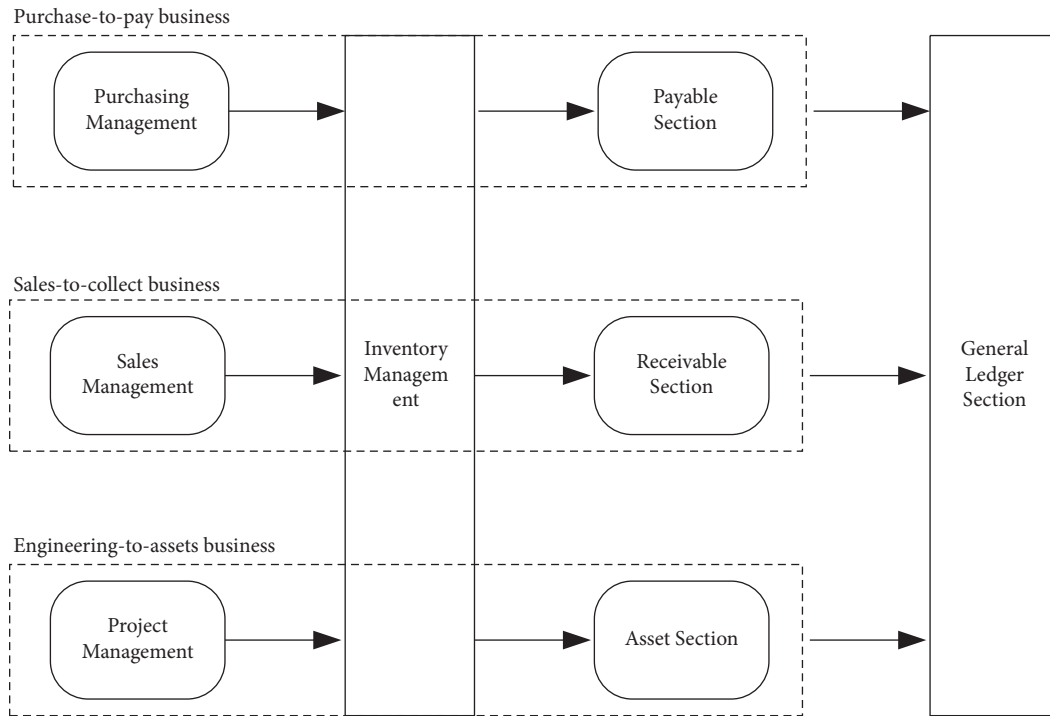 Purchase-to-pay business
Purchasing
Management
Payable
Section
Sales-to-collect business
Sales
Management
Inventory
Managem
ent
Receivable
Section
General
Ledger
Section
Engineering-to-assets business
Project
Management
Asset Section